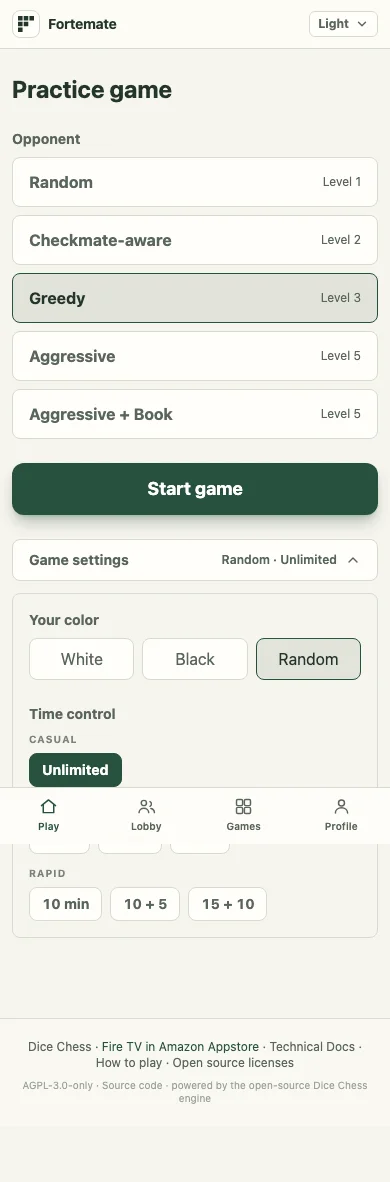 Fortemate
Light
Practice game
Opponent
Random Level 1
Checkmate-aware Level 2
Greedy Level 3
Aggressive Level 5
Aggressive + Book Level 5
Start game
Game settings Random · Unlimited
Your color
White Black Random
Time control
CASUAL
Unlimited
Play Lobby Games Profile
RAPID
10 min 10 + 5 15 + 10
Dice Chess · Fire TV in Amazon Appstore · Technical Docs ·
How to play · Open source licenses
AGPL-3.0-only · Source code · powered by the open-source Dice Chess
engine